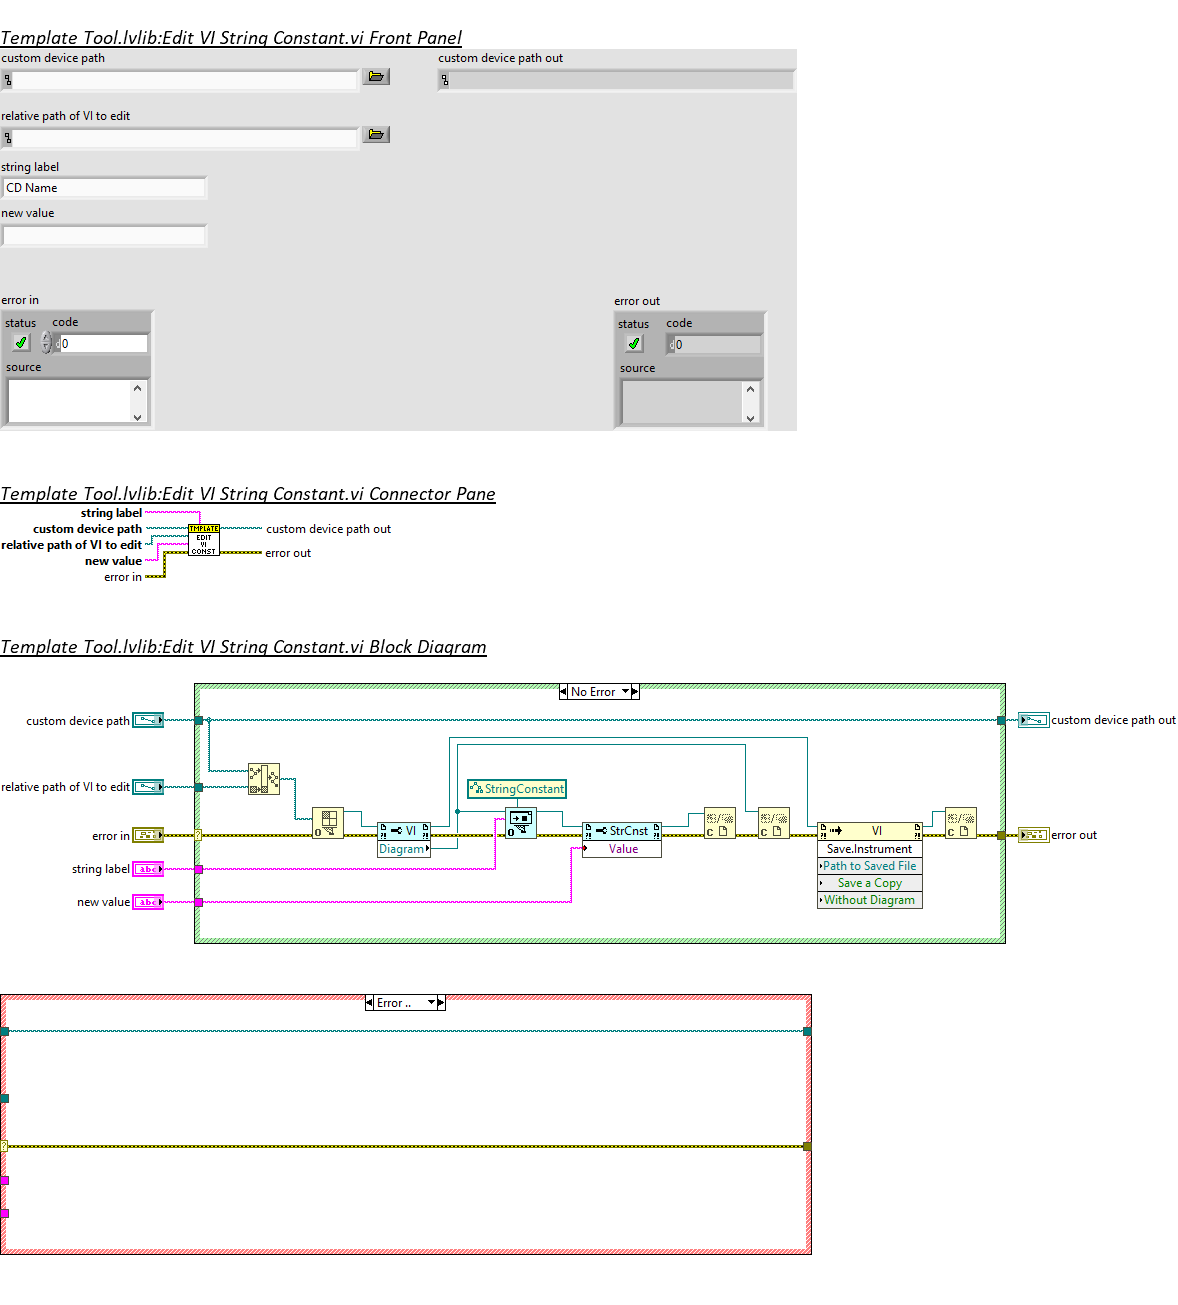 Template Tool.lvlib:Edit VI String Constant.vi Front Panel
custom device path
custom device path out
relative path of VI to edit
string label
CD Name
new value
error in
status
code
0
source
error out
status
code
0
source
Template Tool.lvlib:Edit VI String Constant.vi Connector Pane
string label
custom device path
relative path of VI to edit
new value
error in
TMPLATE
EDIT
VI
CONST
custom device path out
error out
Template Tool.lvlib:Edit VI String Constant.vi Block Diagram
No Error
custom device path
custom device path out
relative path of VI to edit
StringConstant
error in
?
O
?!
VI
?!
Diagram
O
?!
StrCnst
?!
Value
C
C
?!
VI
?!
Save.Instrument
Path to Saved File
Save a Copy
Without Diagram
C
error out
string label
abc
new value
abc
Error ..
?